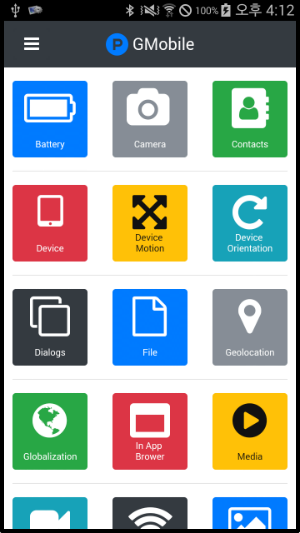 100% 오후 4:12
P GMobile
Battery
Camera
Contacts
Device
Device
Motion
Device
Orientation
Dialogs
File
Geolocation
Globalization
In App
Brower
Media